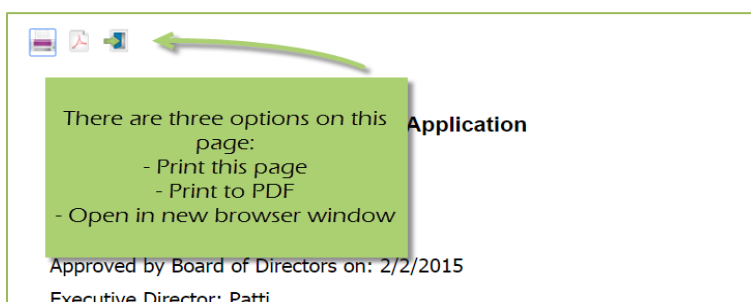 There are three options on this
page:
- Print this page
- Print to PDF
- Open in new browser window
Application
Approved by Board of Directors on: 2/2/2015
Executive Director: Patti